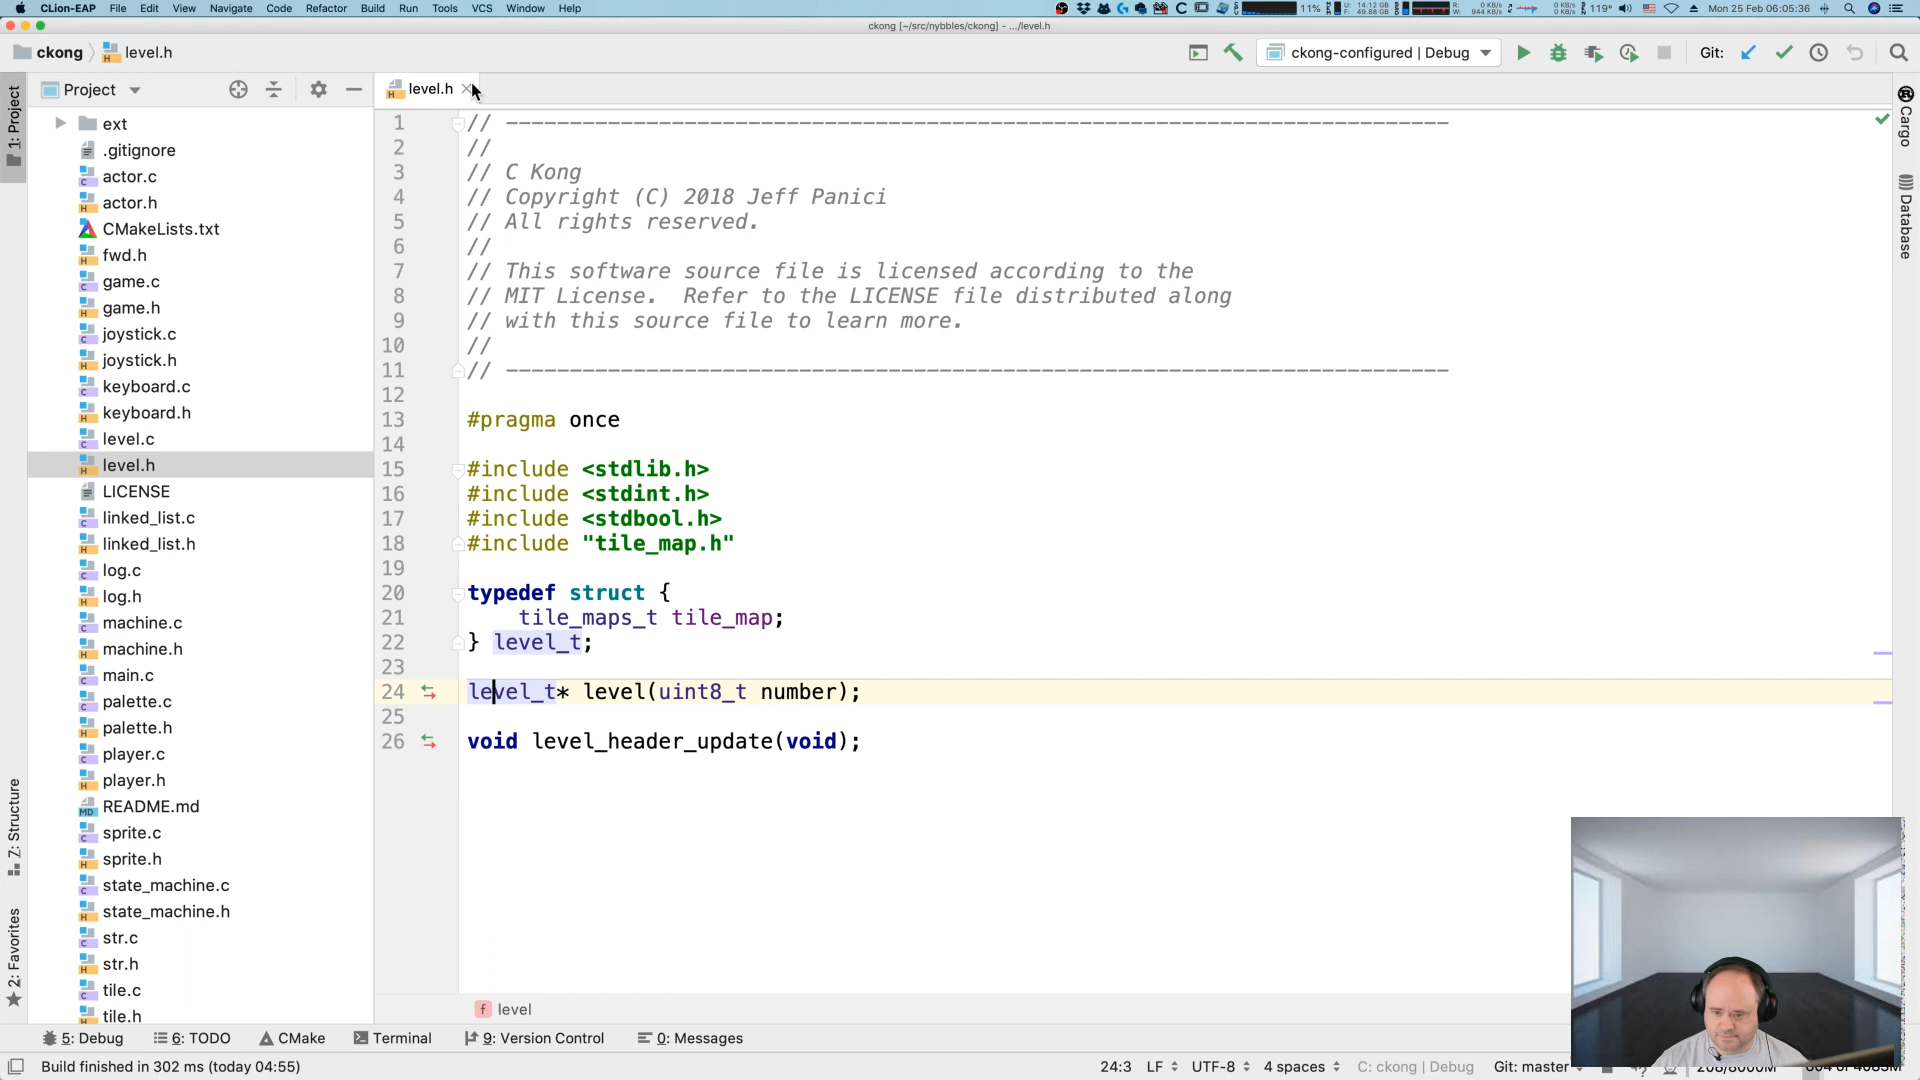 CLion-EAP File Edit View Navigate Code Refactor Build Run Tools VCS Window Help 11% Mon 25 Feb 06:05:36
ckong [~/src/nybbles/ckong] - .../level.h
ckong level.h ckong-configured | Debug Git:
1: Project
Project
level.h
ext
.gitignore
actor.c
actor.h
CMakeLists.txt
fwd.h
game.c
game.h
joystick.c
joystick.h
keyboard.c
keyboard.h
level.c
level.h
LICENSE
linked_list.c
linked_list.h
log.c
log.h
machine.c
machine.h
main.c
palette.c
palette.h
player.c
player.h
README.md
sprite.c
sprite.h
state_machine.c
state_machine.h
str.c
str.h
tile.c
tile.h
Z: Structure
2: Favorites
1 // --------------------------------------------------------------------------
2 //
3 // C Kong
4 // Copyright (C) 2018 Jeff Panici
5 // All rights reserved.
6 //
7 // This software source file is licensed according to the
8 // MIT License.  Refer to the LICENSE file distributed along
9 // with this source file to learn more.
10 //
11 // --------------------------------------------------------------------------
12
13 #pragma once
14
15 #include <stdlib.h>
16 #include <stdint.h>
17 #include <stdbool.h>
18 #include "tile_map.h"
19
20 typedef struct {
21     tile_maps_t tile_map;
22 } level_t;
23
24 level_t* level(uint8_t number);
25
26 void level_header_update(void);
Cargo
Database
f level
5: Debug 6: TODO CMake Terminal 9: Version Control 0: Messages
Build finished in 302 ms (today 04:55) 24:3 LF UTF-8 4 spaces C: ckong | Debug Git: master